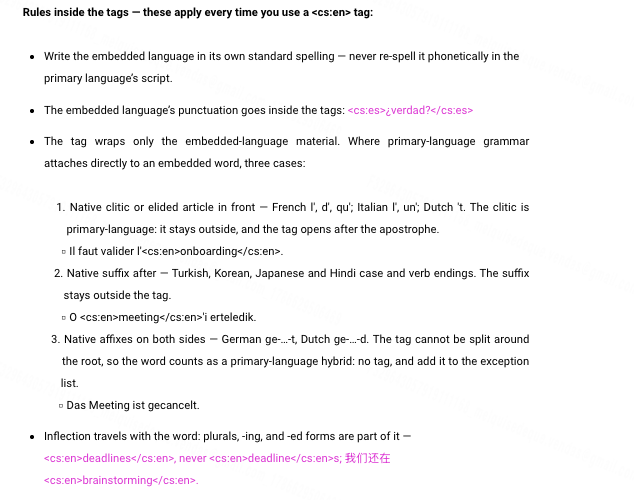 Rules inside the tags — these apply every time you use a <cs:en> tag:
• Write the embedded language in its own standard spelling — never re-spell it phonetically in the
primary language's script.
• The embedded language's punctuation goes inside the tags: <cs:es>¿verdad?</cs:es>
• The tag wraps only the embedded-language material. Where primary-language grammar
attaches directly to an embedded word, three cases:
1. Native clitic or elided article in front — French l', d', qu'; Italian l', un'; Dutch 't. The clitic is
primary-language: it stays outside, and the tag opens after the apostrophe.
▫ Il faut valider l'<cs:en>onboarding</cs:en>.
2. Native suffix after — Turkish, Korean, Japanese and Hindi case and verb endings. The suffix
stays outside the tag.
▫ O <cs:en>meeting</cs:en>'i erteledik.
3. Native affixes on both sides — German ge-…-t, Dutch ge-…-d. The tag cannot be split around
the root, so the word counts as a primary-language hybrid: no tag, and add it to the exception
list.
▫ Das Meeting ist gecancelt.
• Inflection travels with the word: plurals, -ing, and -ed forms are part of it —
<cs:en>deadlines</cs:en>, never <cs:en>deadline</cs:en>s; 我们还在
<cs:en>brainstorming</cs:en>.